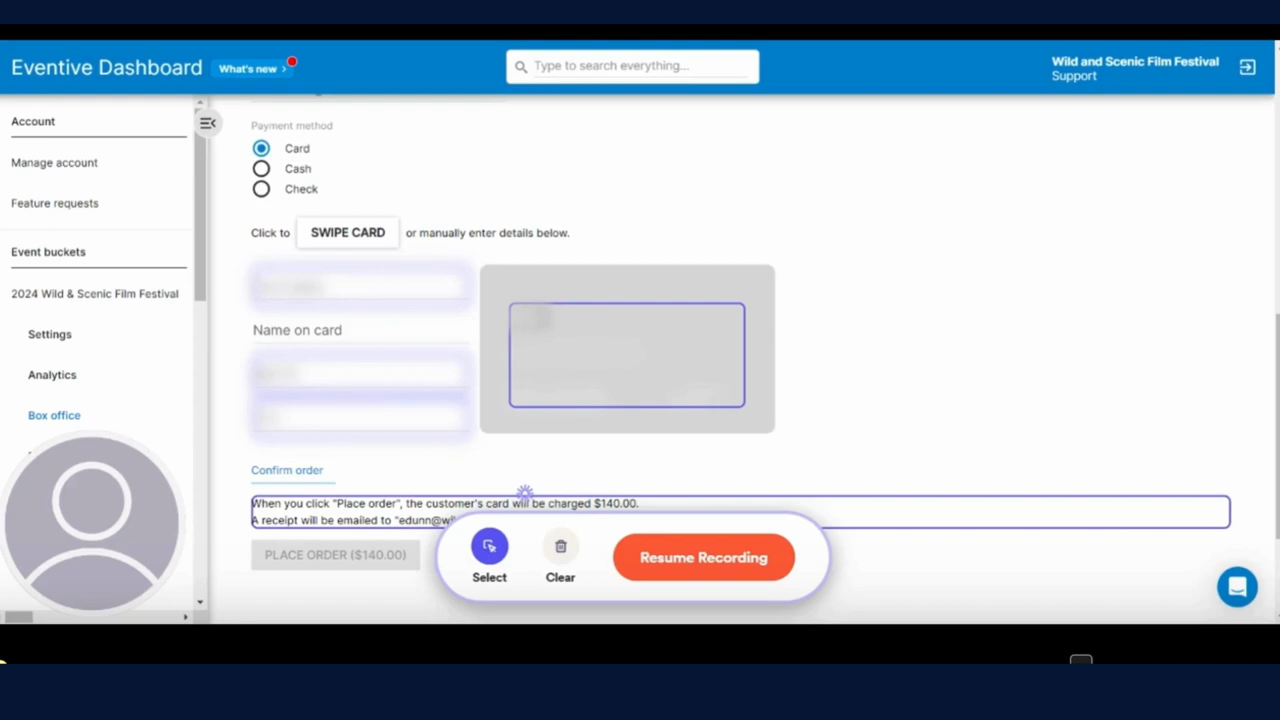 Eventive Dashboard
What's new ›
Type to search everything...
Wild and Scenic Film Festival
Support
Account
Manage account
Feature requests
Event buckets
2024 Wild & Scenic Film Festival
Settings
Analytics
Box office
Payment method
Card
Cash
Check
Click to SWIPE CARD or manually enter details below.
Name on card
Confirm order
When you click "Place order", the customer's card will be charged $140.00.
A receipt will be emailed to
PLACE ORDER ($140.00)
Select
Clear
Resume Recording